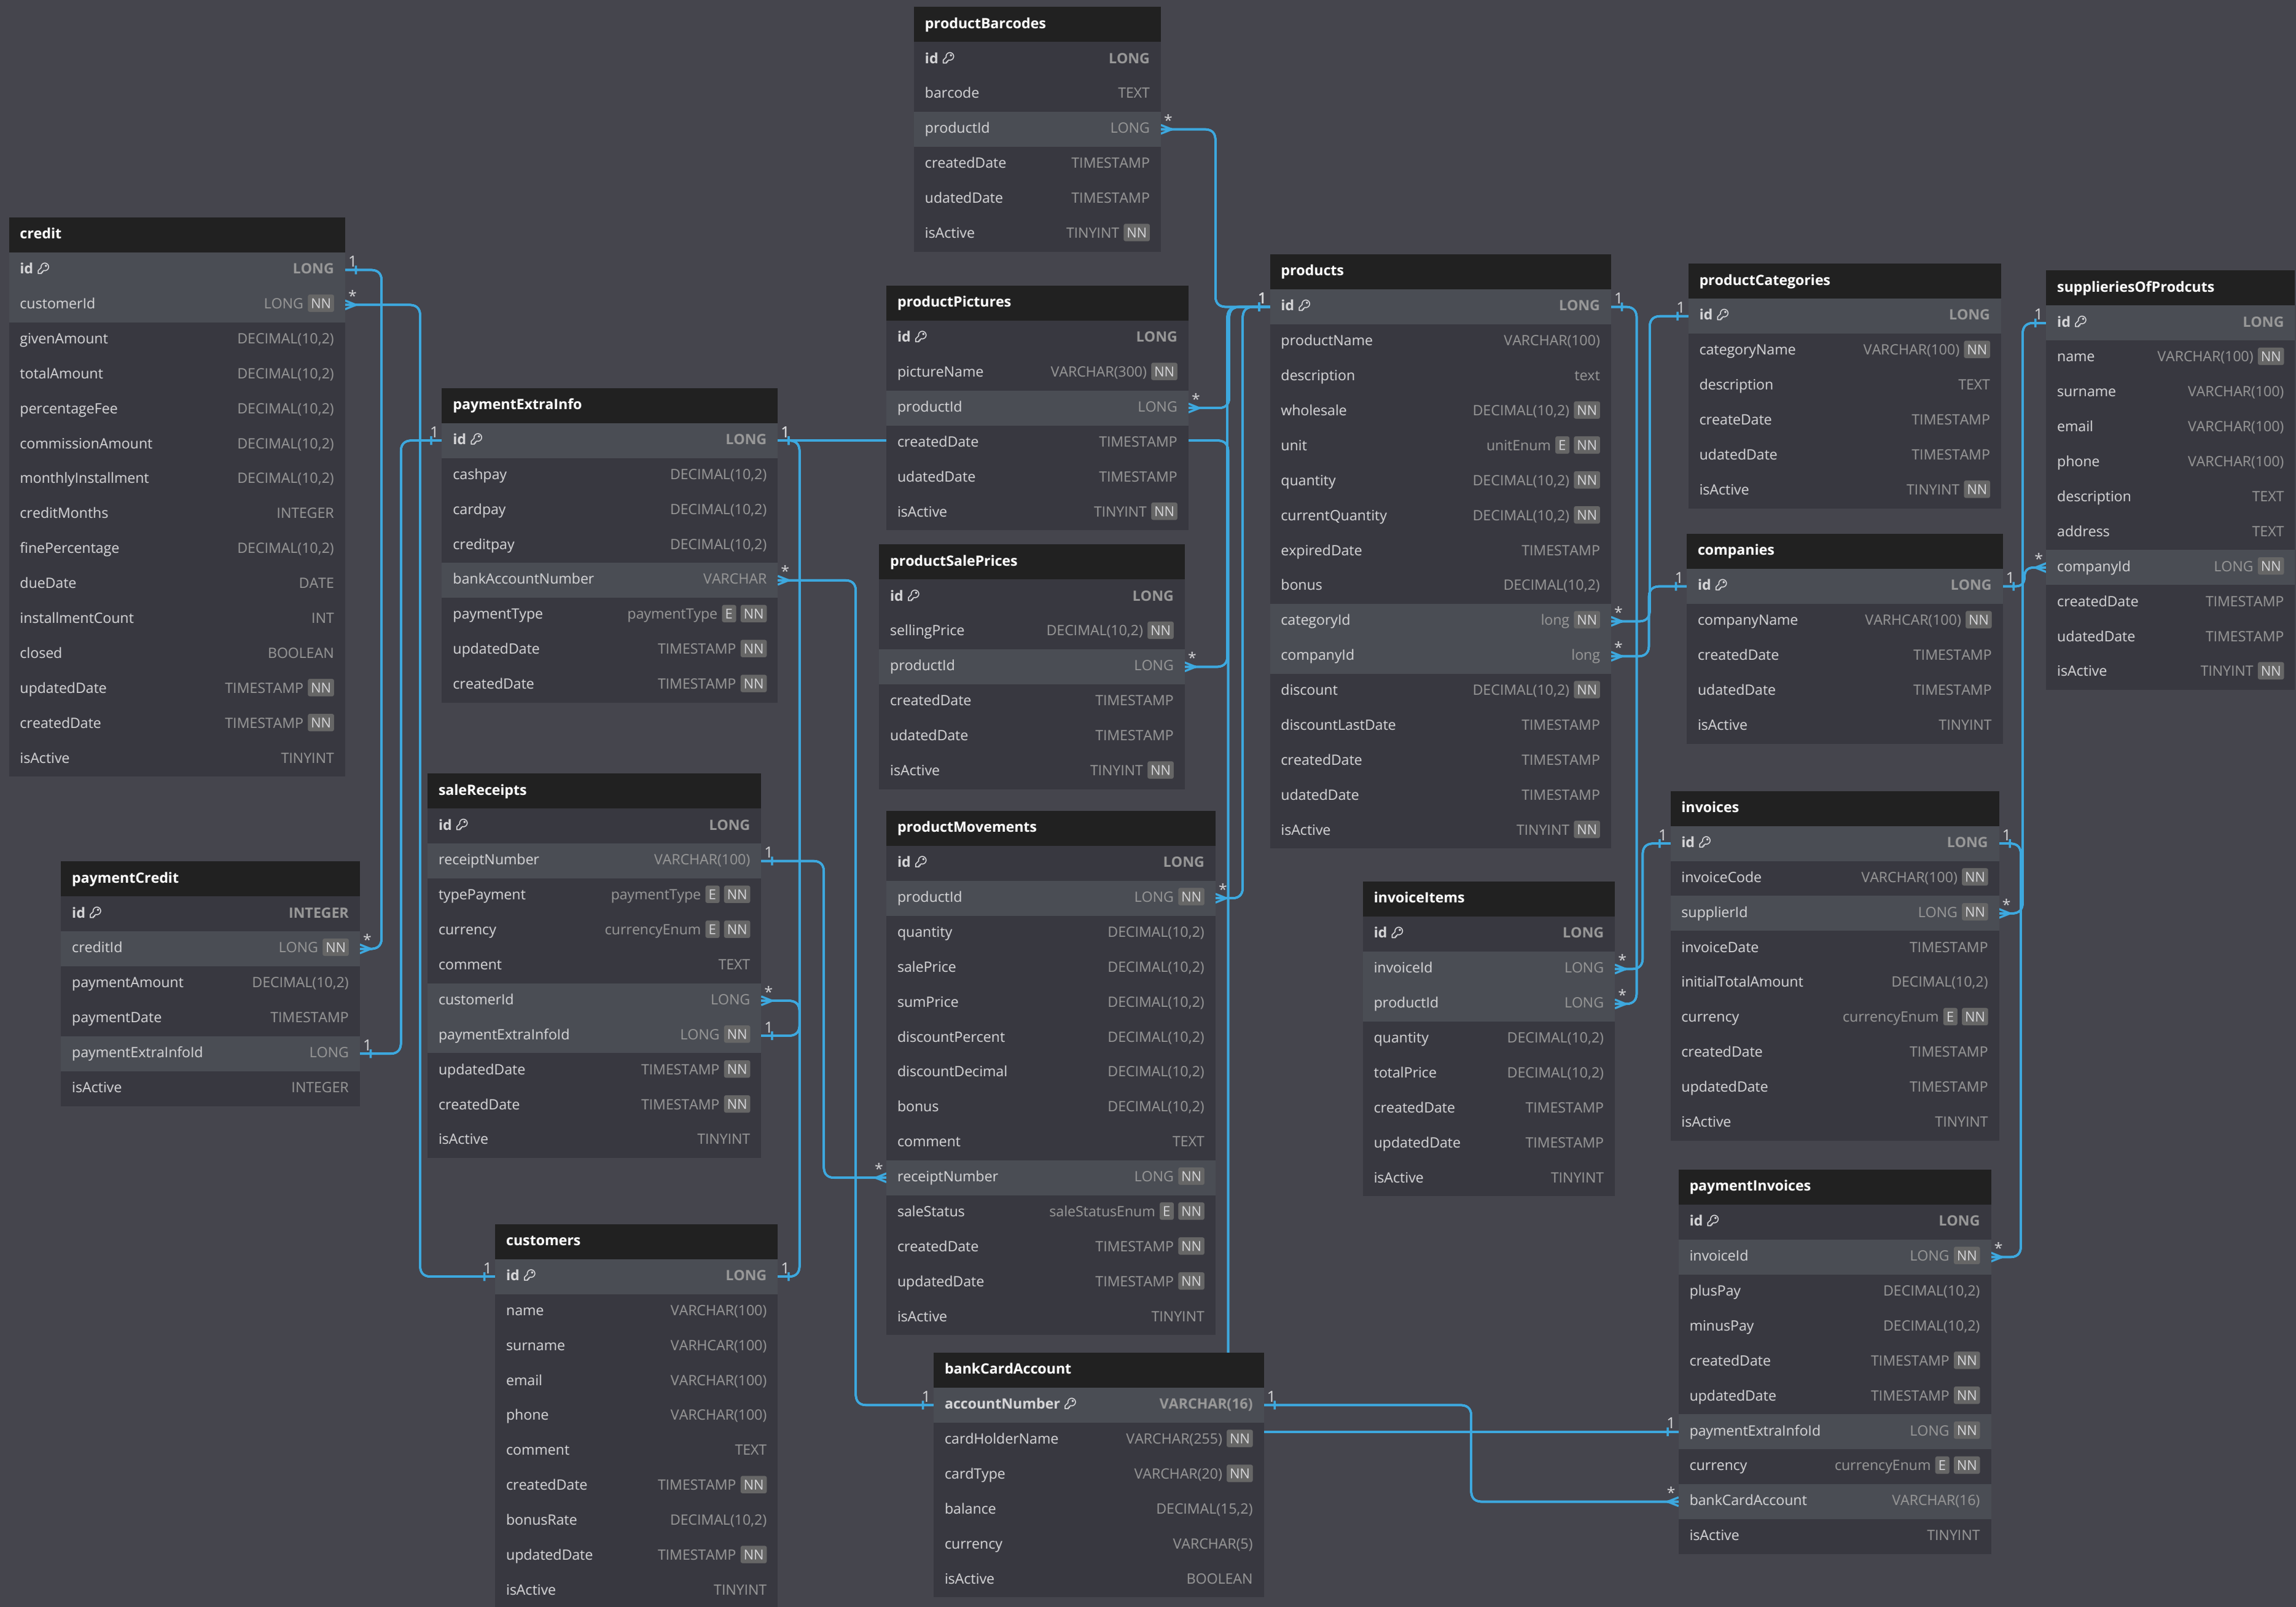 productBarcodes
id LONG
barcode TEXT
productId LONG
createdDate TIMESTAMP
udatedDate TIMESTAMP
isActive TINYINT NN
credit
id LONG
customerId LONG NN
givenAmount DECIMAL(10,2)
totalAmount DECIMAL(10,2)
percentageFee DECIMAL(10,2)
commissionAmount DECIMAL(10,2)
monthlyInstallment DECIMAL(10,2)
creditMonths INTEGER
finePercentage DECIMAL(10,2)
dueDate DATE
installmentCount INT
closed BOOLEAN
updatedDate TIMESTAMP NN
createdDate TIMESTAMP NN
isActive TINYINT
paymentExtraInfo
id LONG
cashpay DECIMAL(10,2)
cardpay DECIMAL(10,2)
creditpay DECIMAL(10,2)
bankAccountNumber VARCHAR
paymentType paymentType E NN
updatedDate TIMESTAMP NN
createdDate TIMESTAMP NN
productPictures
id LONG
pictureName VARCHAR(300) NN
productId LONG
createdDate TIMESTAMP
udatedDate TIMESTAMP
isActive TINYINT NN
productSalePrices
id LONG
sellingPrice DECIMAL(10,2) NN
productId LONG
createdDate TIMESTAMP
udatedDate TIMESTAMP
isActive TINYINT NN
products
id LONG
productName VARCHAR(100)
description text
wholesale DECIMAL(10,2) NN
unit unitEnum E NN
quantity DECIMAL(10,2) NN
currentQuantity DECIMAL(10,2) NN
expiredDate TIMESTAMP
bonus DECIMAL(10,2)
categoryId long NN
companyId long
discount DECIMAL(10,2) NN
discountLastDate TIMESTAMP
createdDate TIMESTAMP
udatedDate TIMESTAMP
isActive TINYINT NN
productCategories
id LONG
categoryName VARCHAR(100) NN
description TEXT
createDate TIMESTAMP
udatedDate TIMESTAMP
isActive TINYINT NN
supplieriesOfProdcuts
id LONG
name VARCHAR(100) NN
surname VARCHAR(100)
email VARCHAR(100)
phone VARCHAR(100)
description TEXT
address TEXT
companyId LONG NN
createdDate TIMESTAMP
udatedDate TIMESTAMP
isActive TINYINT NN
companies
id LONG
companyName VARHCAR(100) NN
createdDate TIMESTAMP
udatedDate TIMESTAMP
isActive TINYINT
saleReceipts
id LONG
receiptNumber VARCHAR(100)
typePayment paymentType E NN
currency currencyEnum E NN
comment TEXT
customerId LONG
paymentExtraInfoId LONG NN
updatedDate TIMESTAMP NN
createdDate TIMESTAMP NN
isActive TINYINT
paymentCredit
id INTEGER
creditId LONG NN
paymentAmount DECIMAL(10,2)
paymentDate TIMESTAMP
paymentExtraInfoId LONG
isActive INTEGER
productMovements
id LONG
productId LONG NN
quantity DECIMAL(10,2)
salePrice DECIMAL(10,2)
sumPrice DECIMAL(10,2)
discountPercent DECIMAL(10,2)
discountDecimal DECIMAL(10,2)
bonus DECIMAL(10,2)
comment TEXT
receiptNumber LONG NN
saleStatus saleStatusEnum E NN
createdDate TIMESTAMP NN
updatedDate TIMESTAMP NN
isActive TINYINT
invoiceItems
id LONG
invoiceId LONG
productId LONG
quantity DECIMAL(10,2)
totalPrice DECIMAL(10,2)
createdDate TIMESTAMP
updatedDate TIMESTAMP
isActive TINYINT
invoices
id LONG
invoiceCode VARCHAR(100) NN
supplierId LONG NN
invoiceDate TIMESTAMP
initialTotalAmount DECIMAL(10,2)
currency currencyEnum E NN
createdDate TIMESTAMP
updatedDate TIMESTAMP
isActive TINYINT
paymentInvoices
id LONG
invoiceId LONG NN
plusPay DECIMAL(10,2)
minusPay DECIMAL(10,2)
createdDate TIMESTAMP NN
updatedDate TIMESTAMP NN
paymentExtraInfoId LONG NN
currency currencyEnum E NN
bankCardAccount VARCHAR(16)
isActive TINYINT
customers
id LONG
name VARCHAR(100)
surname VARHCAR(100)
email VARCHAR(100)
phone VARCHAR(100)
comment TEXT
createdDate TIMESTAMP NN
bonusRate DECIMAL(10,2)
updatedDate TIMESTAMP NN
isActive TINYINT
bankCardAccount
accountNumber VARCHAR(16)
cardHolderName VARCHAR(255) NN
cardType VARCHAR(20) NN
balance DECIMAL(15,2)
currency VARCHAR(5)
isActive BOOLEAN